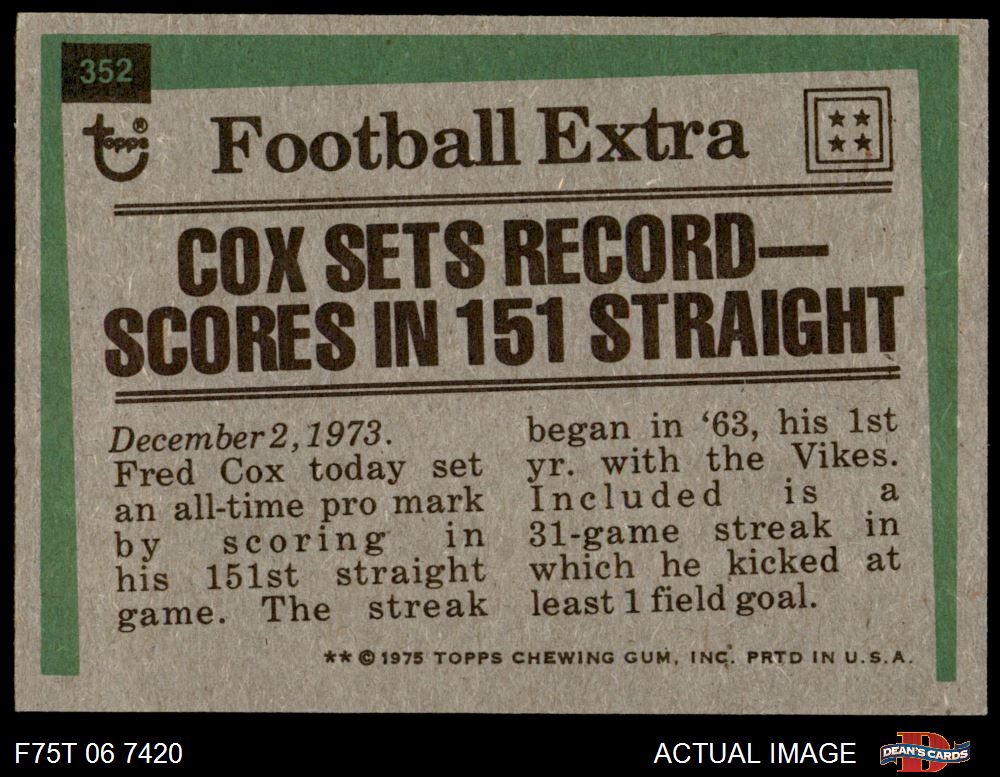 352
topps®
Football Extra
COX SETS RECORD—
SCORES IN 151 STRAIGHT
December 2, 1973.
Fred Cox today set
an all-time pro mark
by scoring in
his 151st straight
game. The streak
began in ‘63, his 1st
yr. with the Vikes.
Included is a
31-game streak in
which he kicked at
least 1 field goal.
** © 1975 TOPPS CHEWING GUM, INC. PRTD IN U.S.A.
F75T 06 7420
ACTUAL IMAGE
DEAN'S CARDS